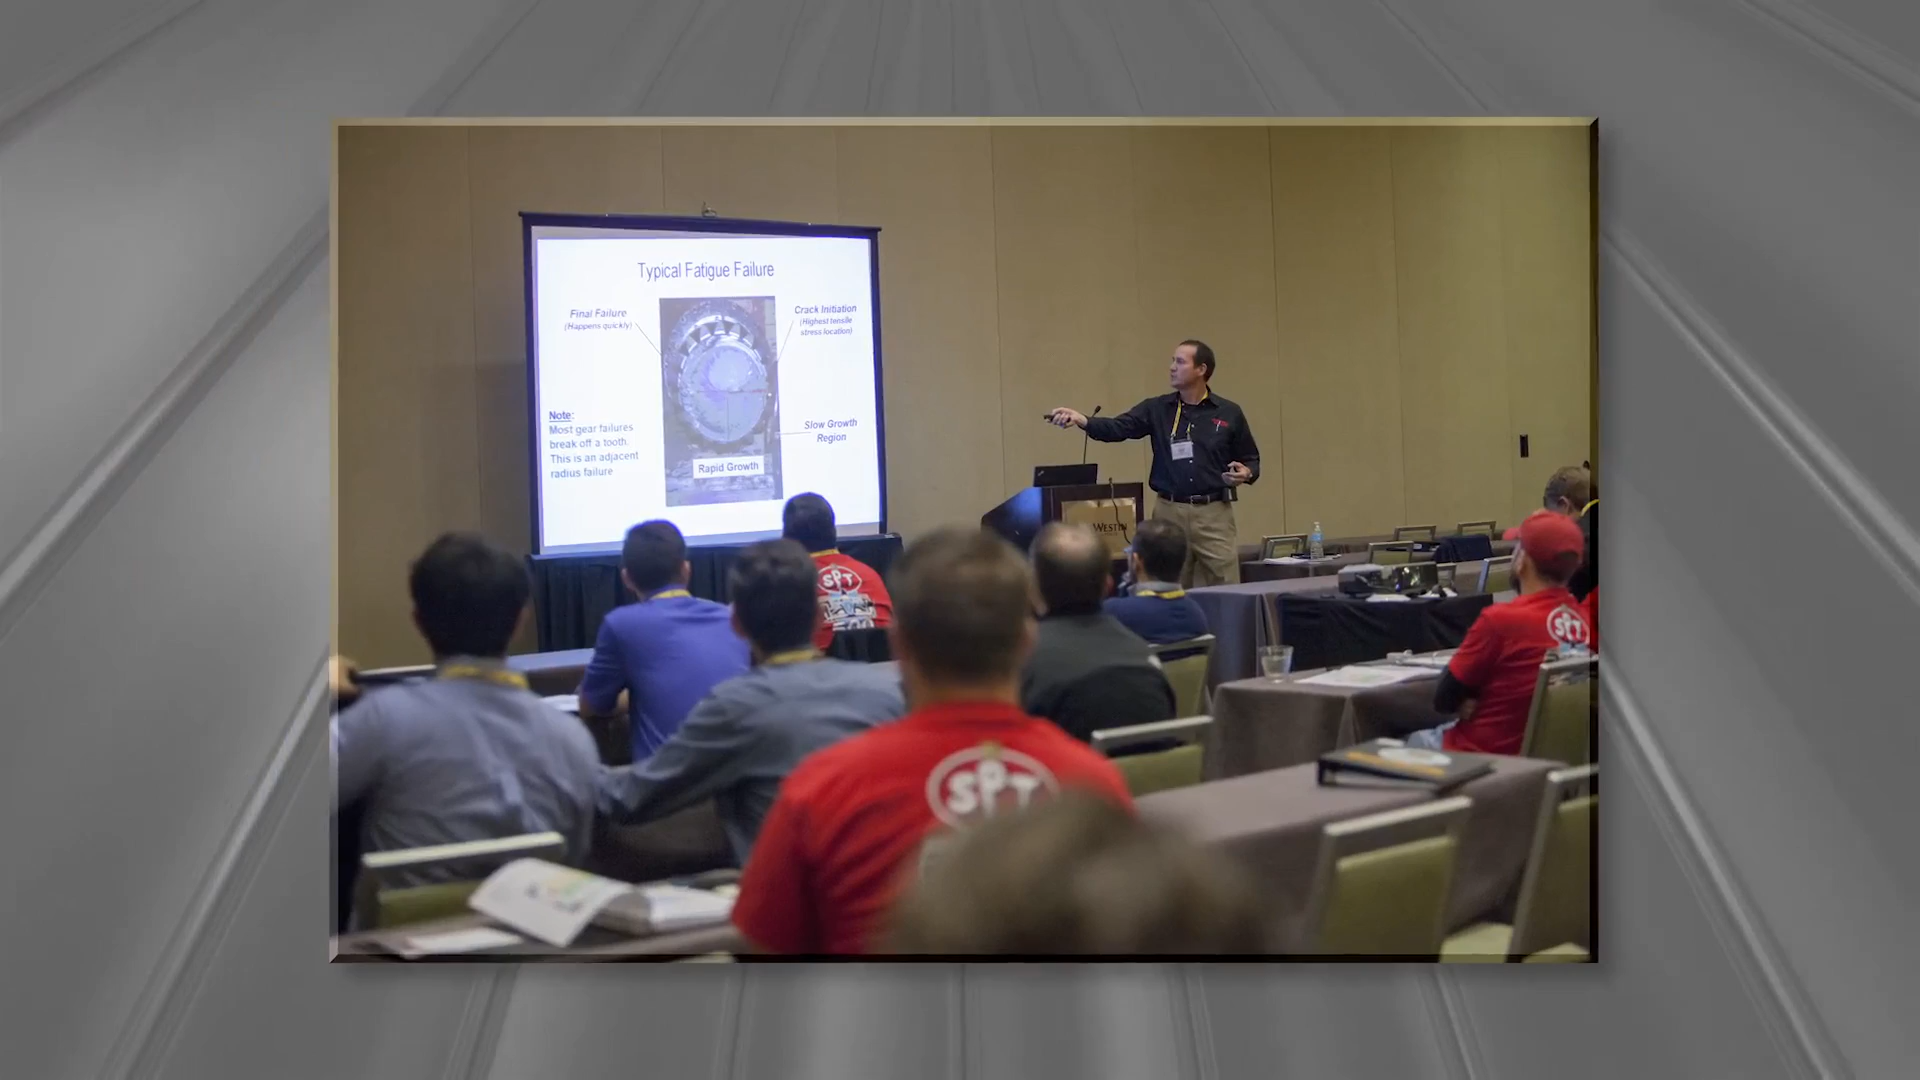 Typical Fatigue Failure
Final Failure
(Happens quickly)
Crack Initiation
(Highest tensile
stress location)
Note:
Most gear failures
break off a tooth.
This is an adjacent
radius failure
Slow Growth
Region
Rapid Growth
WESTIN
SPT
500
SPT
SPT